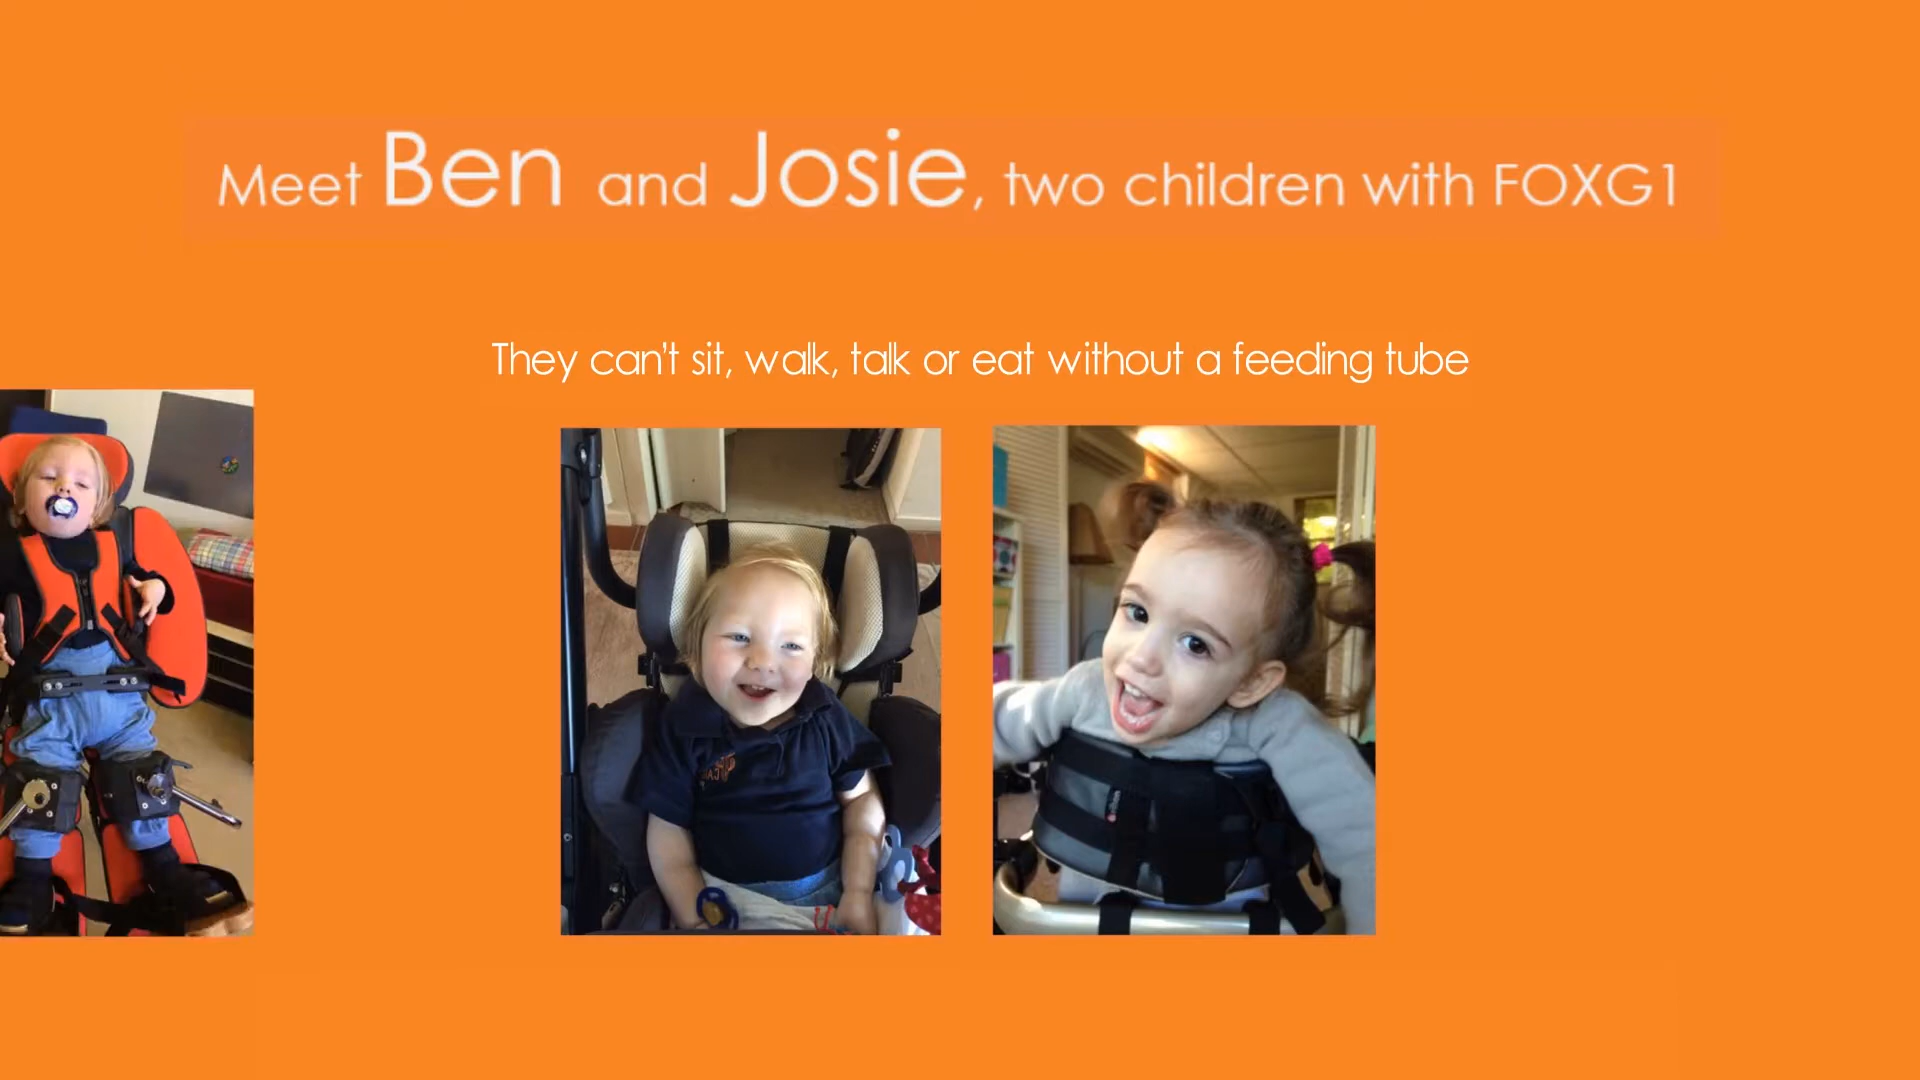 Meet Ben and Josie, two children with FOXG1
They can't sit, walk, talk or eat without a feeding tube